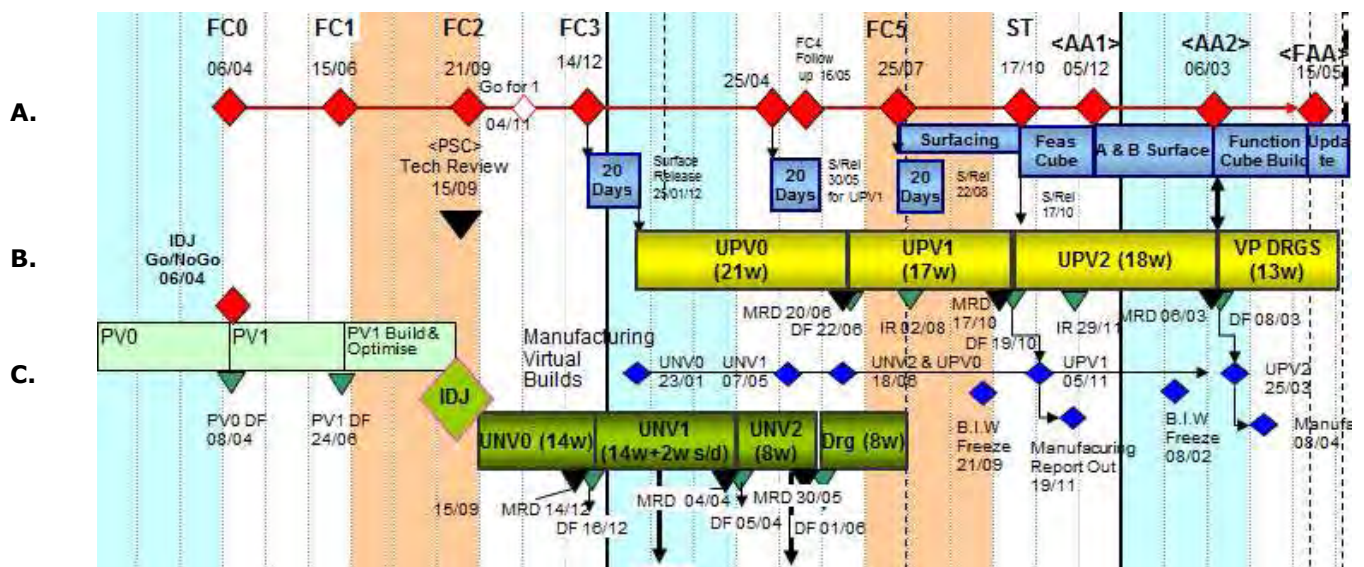 FC0
FC1
FC2
FC3
FC4
Follow
up 16/05
FC5
ST
<AA1>
<AA2>
<FAA>
06/04
15/06
21/09
14/12
25/04
25/07
17/10
05/12
06/03
15/05
Go for 1
04/11
A.
<PSC>
Tech Review
15/09
20
Days
Surface
Release
25/01/12
20
Days
S/Rel
30/05
for UPV1
20
Days
S/Rel
22/08
Surfacing
Feas
Cube
A & B Surface
Function
Cube Build
Upda
te
S/Rel
17/10
B.
IDJ
Go/NoGo
06/04
UPV0
(21w)
UPV1
(17w)
UPV2 (18w)
VP DRGS
(13w)
MRD 20/06
DF 22/06
IR 02/08
MRD
17/10
DF 19/10
IR 29/11
MRD 06/03
DF 08/03
PV0
PV1
PV1 Build &
Optimise
C.
Manufacturing
Virtual
Builds
UNV0
23/01
UNV1
07/05
UNV2 & UPV0
18/06
UPV1
05/11
UPV2
25/03
IDJ
PV0 DF
08/04
PV1 DF
24/06
B.I.W
Freeze
21/09
Manufacuring
Report Out
19/11
B.I.W
Freeze
08/02
Manufa
08/04
UNV0 (14w)
UNV1
(14w+2w s/d)
UNV2
(8w)
Drg (8w)
15/09
MRD 14/12
DF 16/12
MRD 04/04
DF 05/04
MRD 30/05
DF 01/06